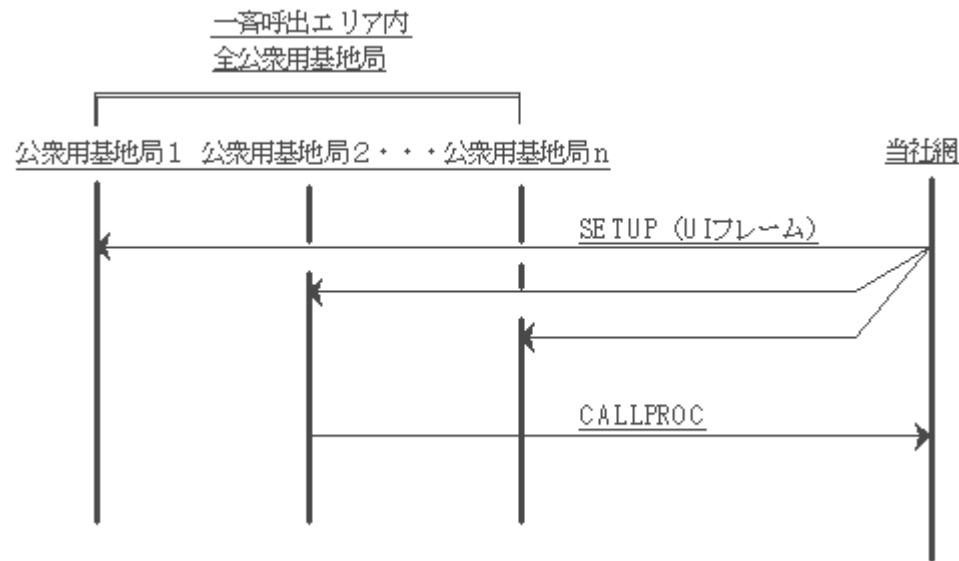 一斉呼出エリア内
全公衆用基地局
公衆用基地局1 公衆用基地局2・・・公衆用基地局n 当社網
SETUP (UIフレーム)
CALLPROC